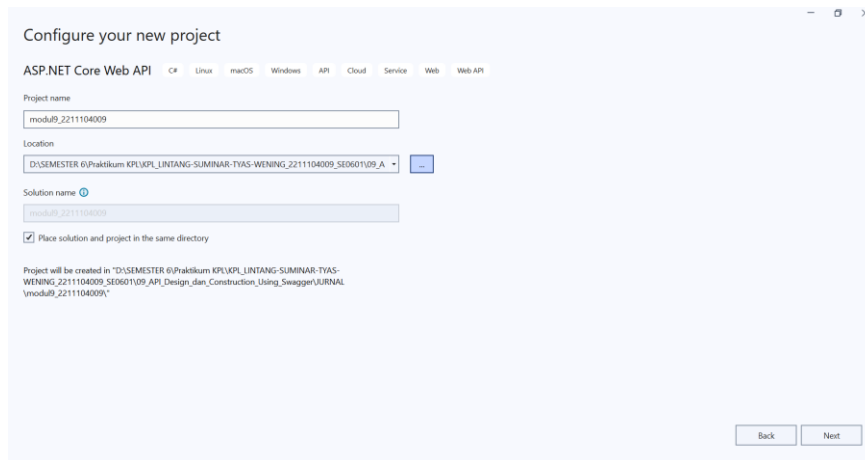 Configure your new project
ASP.NET Core Web API C# Linux macOS Windows API Cloud Service Web Web API
Project name
modul9_2211104009
Location
D:\SEMESTER 6\Praktikum KPL\KPL_LINTANG-SUMINAR-TYAS-WENING_2211104009_SE0601\09_A
...
Solution name
modul9_2211104009
Place solution and project in the same directory
Project will be created in "D:\SEMESTER 6\Praktikum KPL\KPL_LINTANG-SUMINAR-TYAS-
WENING_2211104009_SE0601\09_API_Design_dan_Construction_Using_Swagger\JURNAL
\modul9_2211104009\"
Back Next